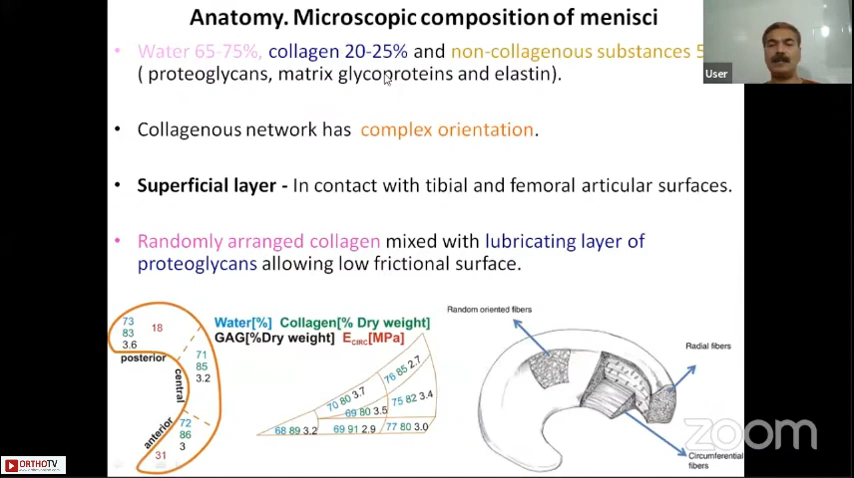 Anatomy. Microscopic composition of menisci
• Water 65-75%, collagen 20-25% and non-collagenous substances 5
( proteoglycans, matrix glycoproteins and elastin).
• Collagenous network has complex orientation.
• Superficial layer - In contact with tibial and femoral articular surfaces.
• Randomly arranged collagen mixed with lubricating layer of
proteoglycans allowing low frictional surface.
User
73
83
3.6
18
posterior
71
85
3.2
central
72
86
3
anterior
31
Water[%] Collagen[% Dry weight]
GAG[%Dry weight] ECIRC[MPa]
76 85 2.7
70 80 3.7
75 82 3.4
69 80 3.5
68 89 3.2
69 91 2.9
77 80 3.0
Random oriented fibers
Radial fibers
Circumferential
fibers
zoom
ORTHOTV